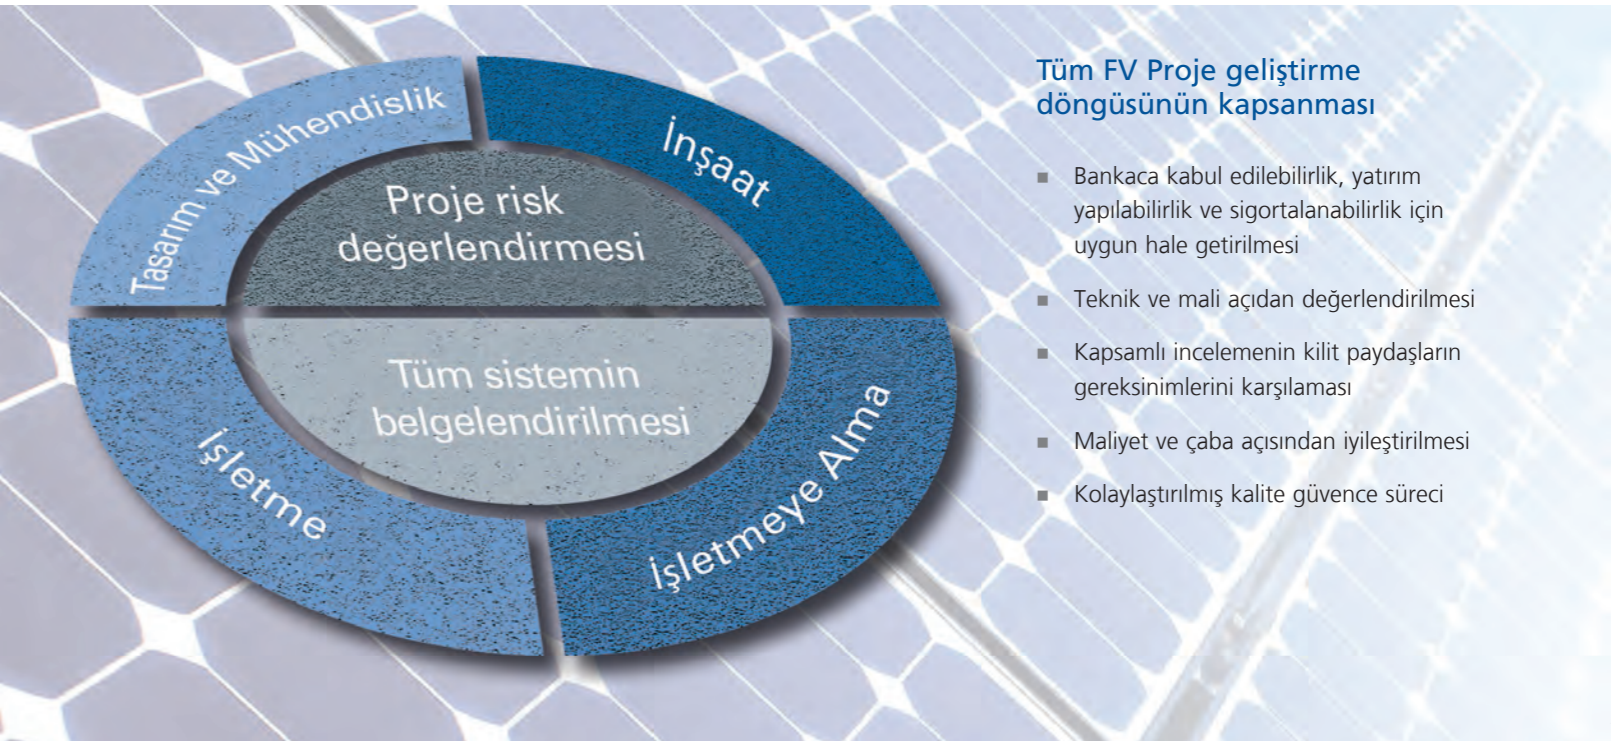 Tasarım ve Mühendislik
İnşaat
Proje risk
değerlendirmesi
Tüm sistemin
belgelendirilmesi
İşletme
İşletmeye Alma
Tüm FV Proje geliştirme
döngüsünün kapsanması
▪ Bankaca kabul edilebilirlik, yatırım
yapılabilirlik ve sigortalanabilirlik için
uygun hale getirilmesi
▪ Teknik ve mali açıdan değerlendirilmesi
▪ Kapsamlı incelemenin kilit paydaşların
gereksinimlerini karşılaması
▪ Maliyet ve çaba açısından iyileştirilmesi
▪ Kolaylaştırılmış kalite güvence süreci